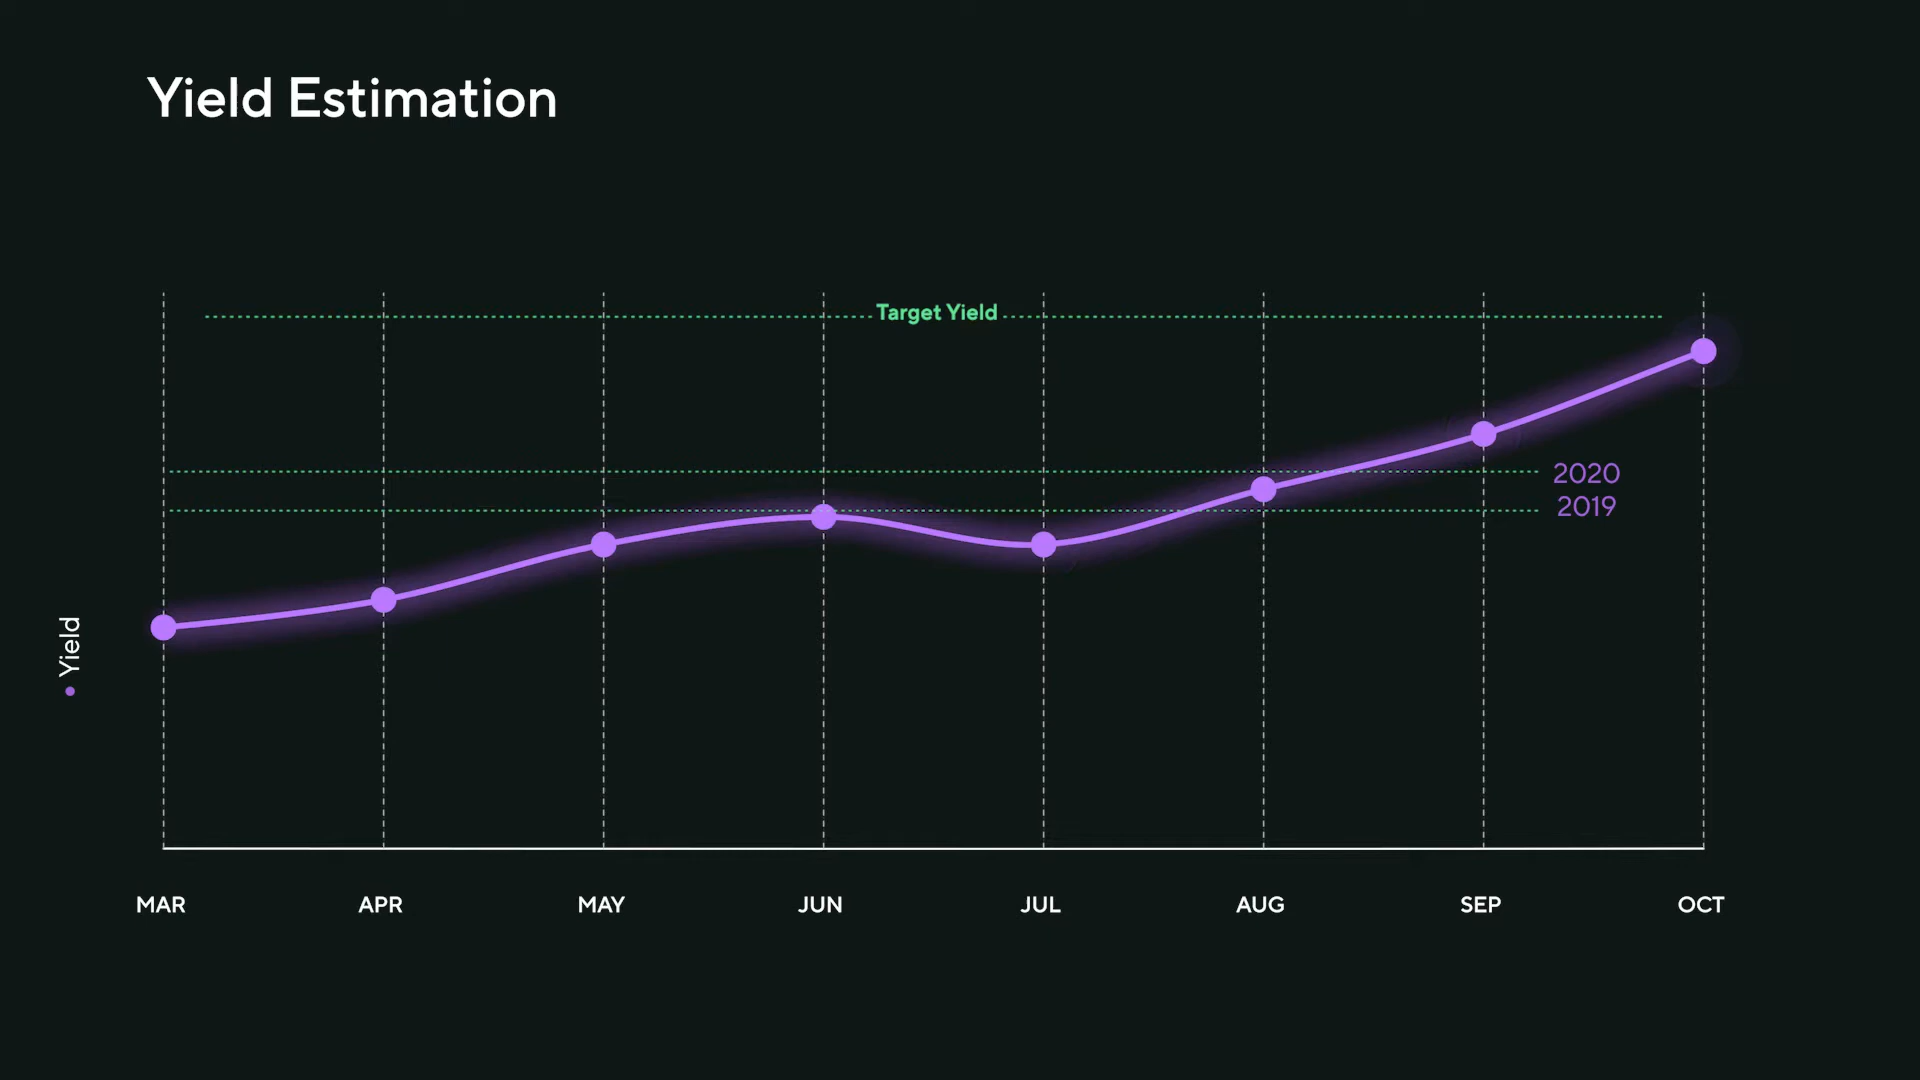 Yield Estimation
Target Yield
2020
2019
Yield
MAR
APR
MAY
JUN
JUL
AUG
SEP
OCT